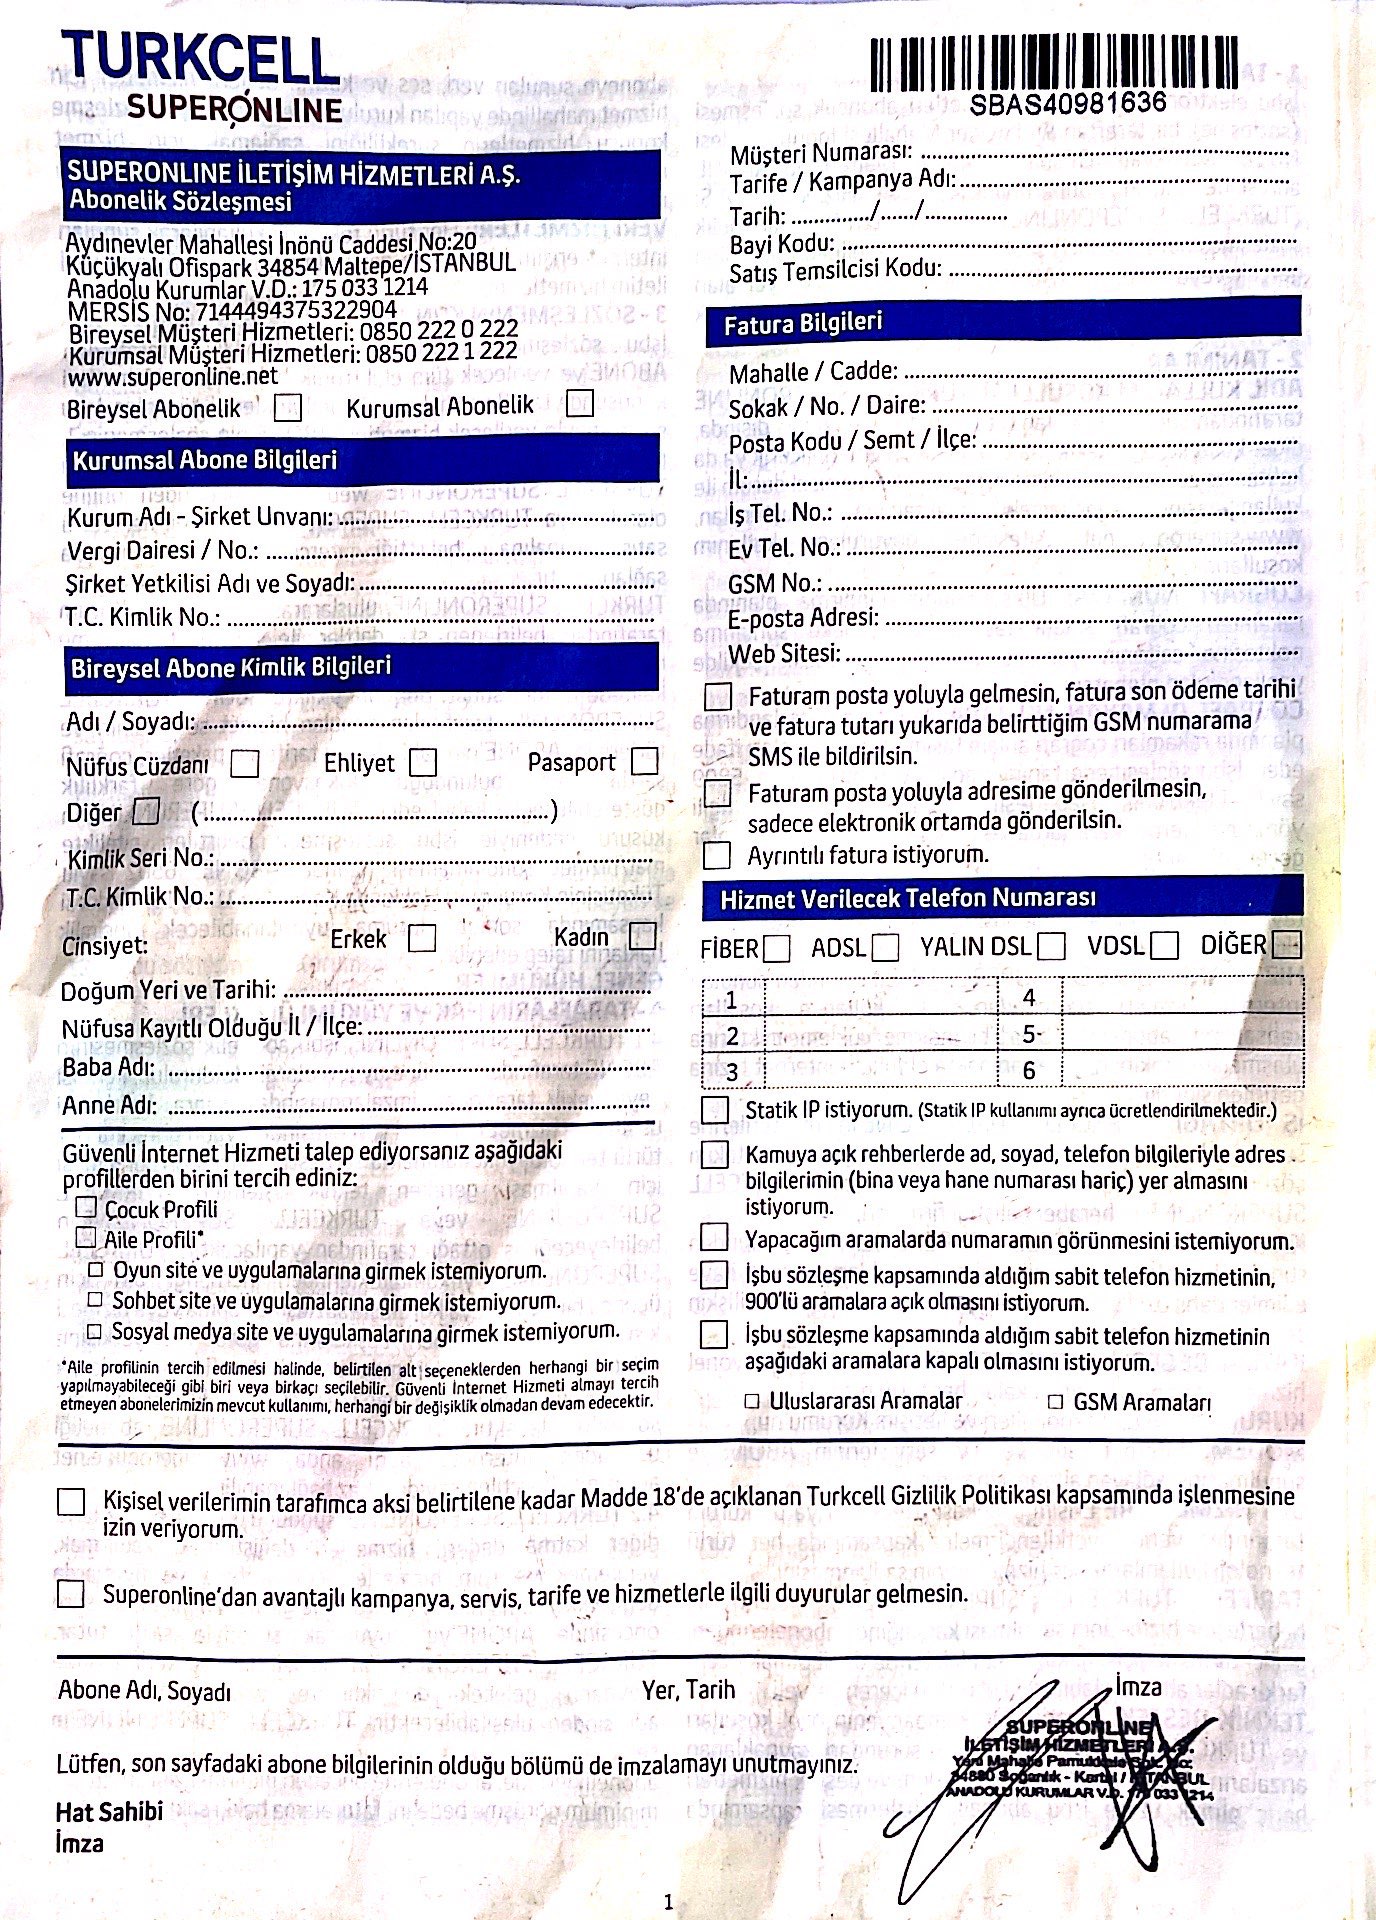 TURKCELL
SUPERONLINE
SBAS40981636
SUPERONLINE İLETİŞİM HİZMETLERİ A.Ş.
Abonelik Sözleşmesi
Aydınevler Mahallesi İnönü Caddesi No:20
Küçükyalı Ofispark 34854 Maltepe/İSTANBUL
Anadolu Kurumlar V.D.: 175 033 1214
MERSİS No: 7144494375322904
Bireysel Müşteri Hizmetleri: 0850 222 0 222
Kurumsal Müşteri Hizmetleri: 0850 222 1 222
www.superonline.net
Bireysel Abonelik Kurumsal Abonelik
Kurumsal Abone Bilgileri
Kurum Adı - Şirket Unvanı:
Vergi Dairesi / No.:
Şirket Yetkilisi Adı ve Soyadı:
T.C. Kimlik No.:
Bireysel Abone Kimlik Bilgileri
Adı / Soyadı:
Nüfus Cüzdanı Ehliyet Pasaport
Diğer (..........)
Kimlik Seri No.:
T.C. Kimlik No.:
Cinsiyet: Erkek Kadın
Doğum Yeri ve Tarihi:
Nüfusa Kayıtlı Olduğu İl / İlçe:
Baba Adı:
Anne Adı:
Güvenli İnternet Hizmeti talep ediyorsanız aşağıdaki
profillerden birini tercih ediniz:
Çocuk Profili
Aile Profili*
Oyun site ve uygulamalarına girmek istemiyorum.
Sohbet site ve uygulamalarına girmek istemiyorum.
Sosyal medya site ve uygulamalarına girmek istemiyorum.
*Aile profilinin tercih edilmesi halinde, belirtilen alt seçeneklerden herhangi bir seçim
yapılmayabileceği gibi biri veya birkaçı seçilebilir. Güvenli İnternet Hizmeti almayı tercih
etmeyen abonelerimizin mevcut kullanımı, herhangi bir değişiklik olmadan devam edecektir.
Müşteri Numarası:
Tarife / Kampanya Adı:
Tarih: ............/....../............
Bayi Kodu:
Satış Temsilcisi Kodu:
Fatura Bilgileri
Mahalle / Cadde:
Sokak / No. / Daire:
Posta Kodu / Semt / İlçe:
İl:
İş Tel. No.:
Ev Tel. No.:
GSM No.:
E-posta Adresi:
Web Sitesi:
Faturam posta yoluyla gelmesin, fatura son ödeme tarihi
ve fatura tutarı yukarıda belirttiğim GSM numarama
SMS ile bildirilsin.
Faturam posta yoluyla adresime gönderilmesin,
sadece elektronik ortamda gönderilsin.
Ayrıntılı fatura istiyorum.
Hizmet Verilecek Telefon Numarası
FİBER ADSL YALIN DSL VDSL DİĞER
1 4
2 5
3 6
Statik IP istiyorum. (Statik IP kullanımı ayrıca ücretlendirilmektedir.)
Kamuya açık rehberlerde ad, soyad, telefon bilgileriyle adres
bilgilerimin (bina veya hane numarası hariç) yer almasını
istiyorum.
Yapacağım aramalarda numaramın görünmesini istemiyorum.
İşbu sözleşme kapsamında aldığım sabit telefon hizmetinin,
900'lü aramalara açık olmasını istiyorum.
İşbu sözleşme kapsamında aldığım sabit telefon hizmetinin
aşağıdaki aramalara kapalı olmasını istiyorum.
Uluslararası Aramalar GSM Aramaları
Kişisel verilerimin tarafımca aksi belirtilene kadar Madde 18'de açıklanan Turkcell Gizlilik Politikası kapsamında işlenmesine
izin veriyorum.
Superonline'dan avantajlı kampanya, servis, tarife ve hizmetlerle ilgili duyurular gelmesin.
Abone Adı, Soyadı Yer, Tarih İmza
SUPERONLINE
İLETİŞİM HİZMETLERİ A.Ş.
Yeni Mahalle Pamukkale Sok. No:
34880 Soğanlık - Kartal / İSTANBUL
ANADOLU KURUMLAR V.D. 175 033 1214
Lütfen, son sayfadaki abone bilgilerinin olduğu bölümü de imzalamayı unutmayınız.
Hat Sahibi
İmza
1